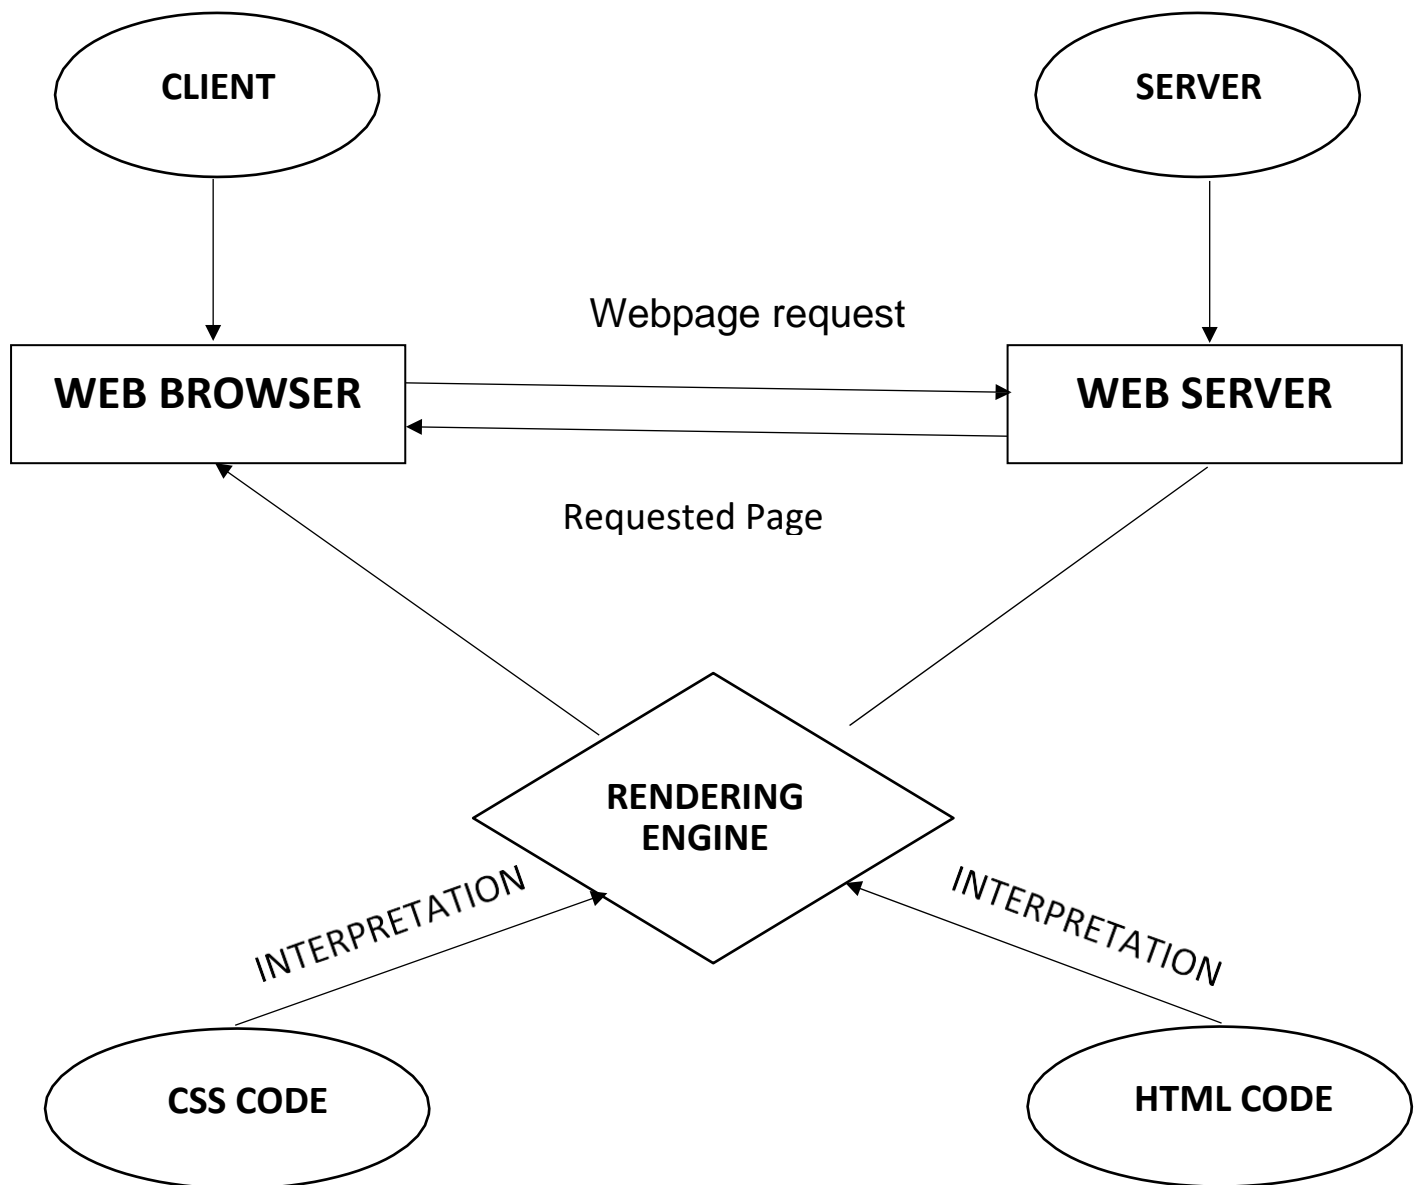 CLIENT
SERVER
Webpage request
WEB BROWSER
WEB SERVER
Requested Page
RENDERING
ENGINE
INTERPRETATION
INTERPRETATION
CSS CODE
HTML CODE